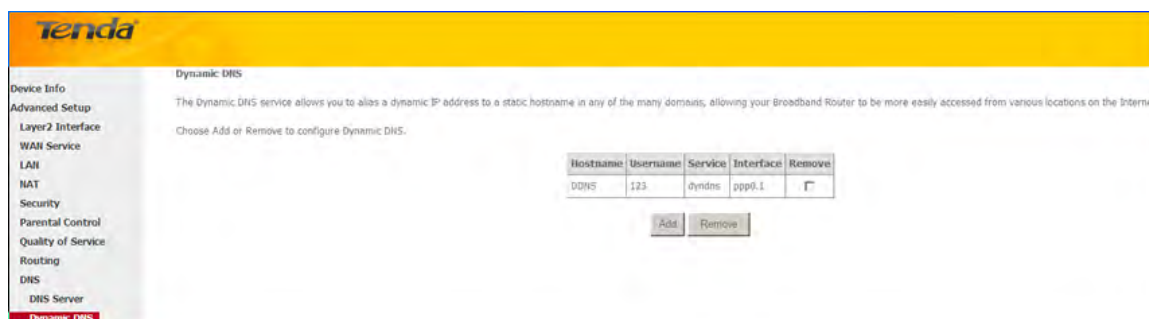 Tenda
Device Info
Advanced Setup
Layer2 Interface
WAN Service
LAN
NAT
Security
Parental Control
Quality of Service
Routing
DNS
DNS Server
Dynamic DNS
Dynamic DNS
The Dynamic DNS service allows you to alias a dynamic IP address to a static hostname in any of the many domains, allowing your Broadband Router to be more easily accessed from various locations on the Interne
Choose Add or Remove to configure Dynamic DNS.
Hostname Username Service Interface Remove
DDNS 123 dyndns ppp0.1
Add Remove